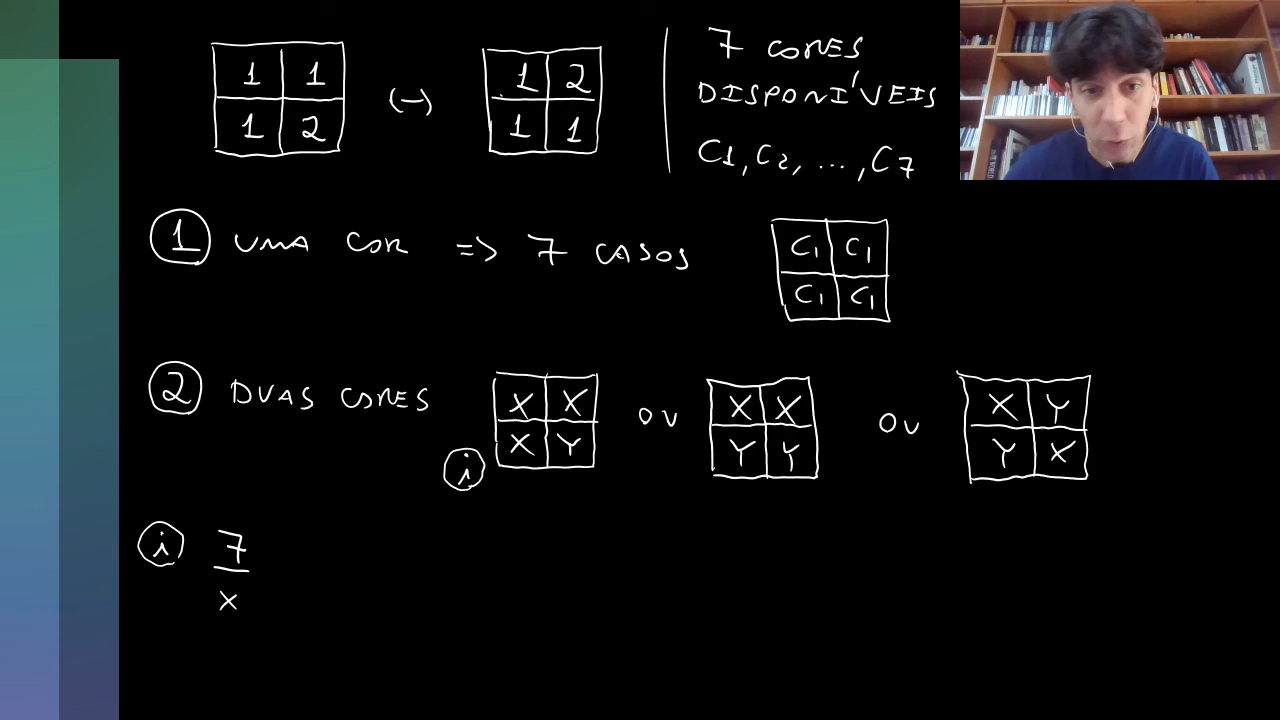 1 1
1 2
(-)
1 2
1 1
7 CORES
DISPONÍVEIS
C1, C2, ..., C7
1 UMA COR => 7 CASOS
C1 C1
C1 C1
2 DUAS CORES
X X
X Y
i
OU
X X
Y Y
OU
X Y
Y X
i 7
X